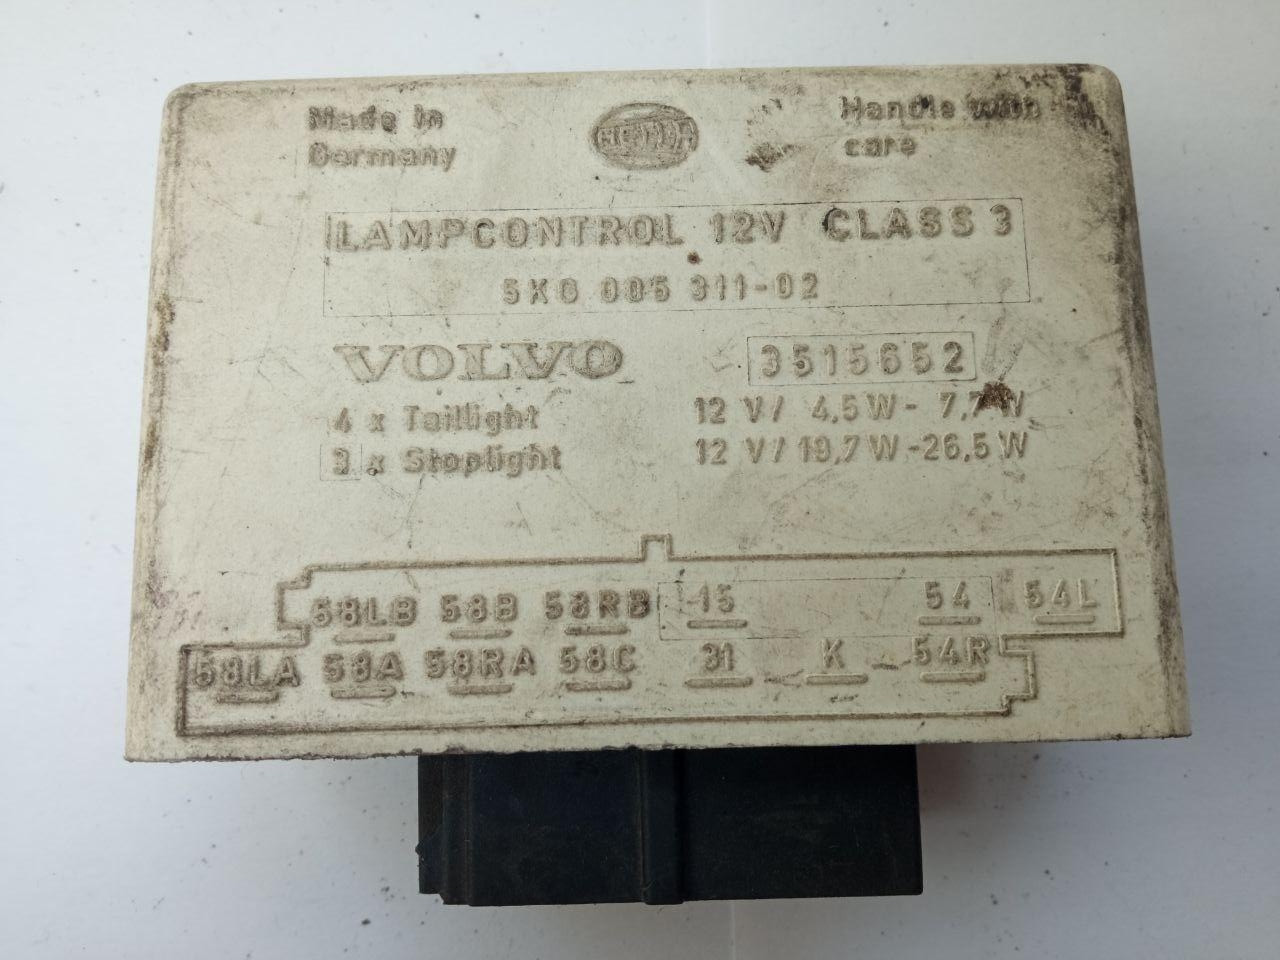 Made in
Germany
HELLA
Handle with
care
LAMPCONTROL 12V CLASS 3
5KG 005 311-02
VOLVO 3515652
4 x Taillight 12 V/ 4,5W- 7,7W
3 x Stoplight 12 V/19,7W-26,5W
58LB 58B 58RB 15 54 54L
58LA 58A 58RA 58C 31 K 54R